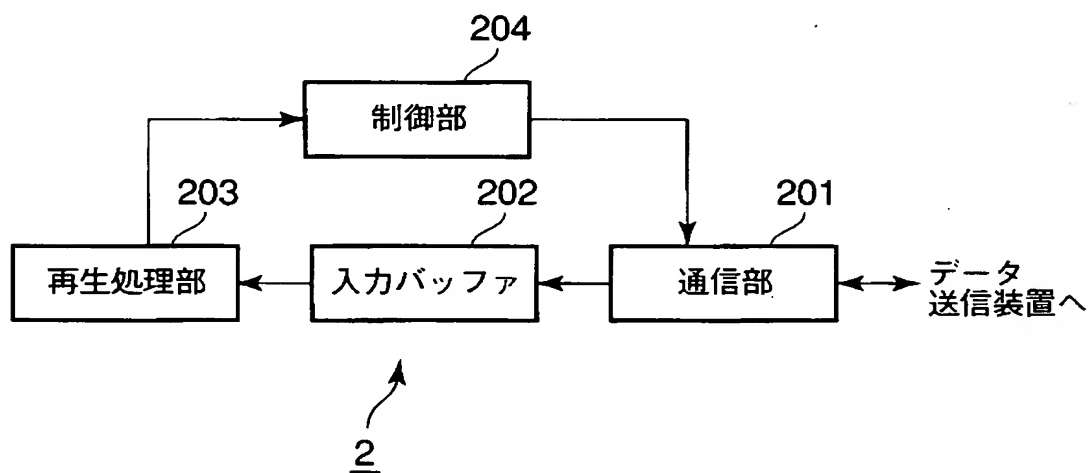 204
制御部
203
202
201
再生処理部
入力バッファ
通信部
データ
送信装置へ
2